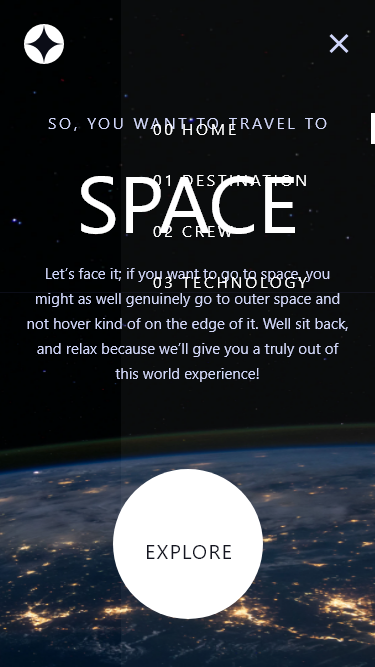 SO, YOU WANT TO TRAVEL TO
00 HOME
01 DESTINATION
SPACE
02 CREW
Let’s face it; if you want to go to space, you
03 TECHNOLOGY
might as well genuinely go to outer space and
not hover kind of on the edge of it. Well sit back,
and relax because we’ll give you a truly out of
this world experience!
EXPLORE